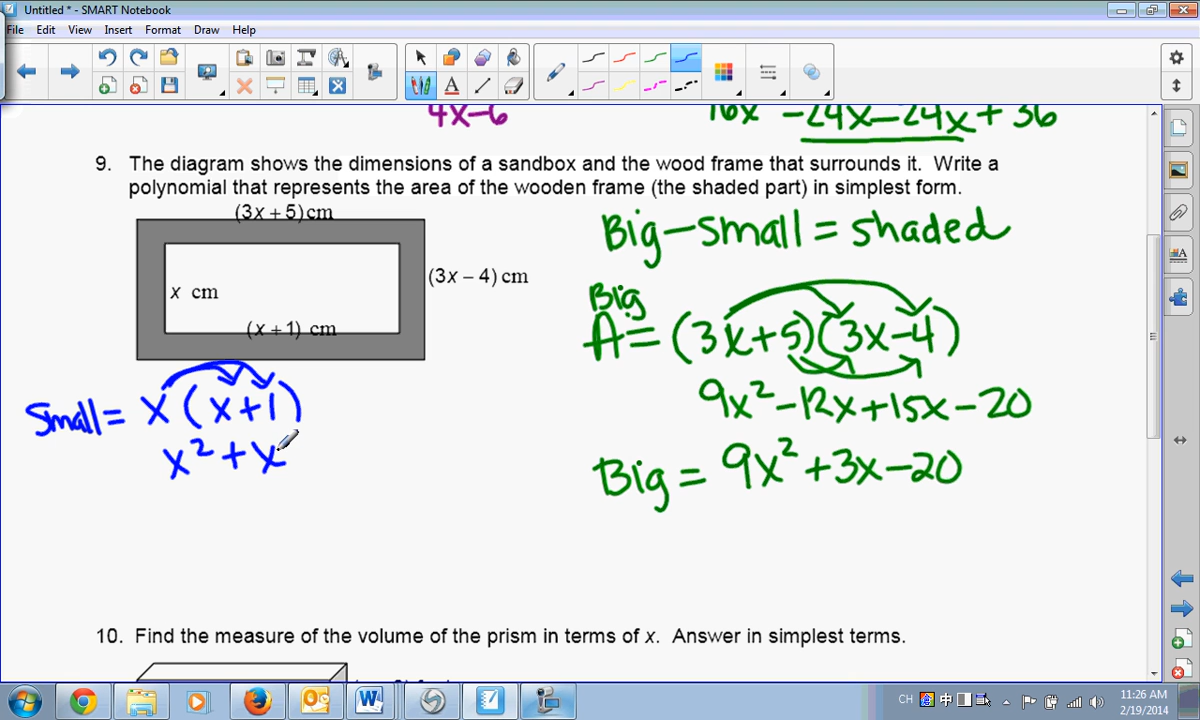 Untitled * - SMART Notebook
File Edit View Insert Format Draw Help
4x-6
16x -24x-24x+36
9. The diagram shows the dimensions of a sandbox and the wood frame that surrounds it. Write a
polynomial that represents the area of the wooden frame (the shaded part) in simplest form.
(3x + 5) cm
(3x – 4) cm
x cm
(x + 1) cm
Big - small = shaded
Big
A = (3x+5)(3x-4)
9x² - 12x + 15x - 20
Big = 9x² + 3x - 20
Small = x(x+1)
x² + x
10. Find the measure of the volume of the prism in terms of x. Answer in simplest terms.
CH 中
11:26 AM
2/19/2014